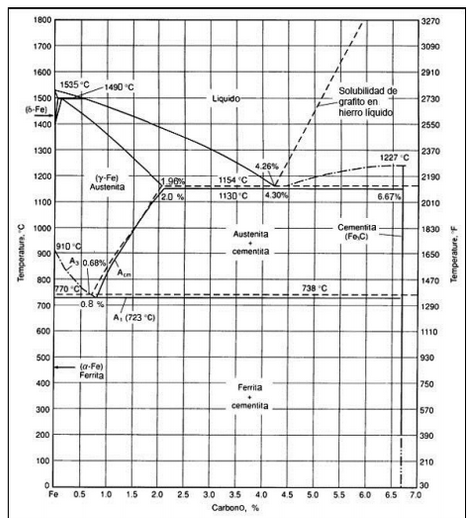 1800
1700
1600
1500
1400
1300
1200
1100
1000
900
800
700
600
500
400
300
200
100
0
Temperatura, °C
3270
3090
2910
2730
2550
2370
2190
2010
1830
1650
1470
1290
1110
930
750
570
390
210
30
Temperatura, °F
1535 °C
1490 °C
Líquido
Solubilidad de
grafito en
hierro líquido
(δ-Fe)
1227 °C
4.26%
1.98%
1154 °C
(γ-Fe)
Austenita
2.0 %
1130 °C
4.30%
6.67%
Cementita
(Fe₃C)
Austenita
+
cementita
910 °C
A₃
0.68%
Acm
770 °C
738 °C
0.8 %
A₁ (723 °C)
(α-Fe)
Ferrita
Ferrita
+
cementita
Fe
0.5
1.0
1.5
2.0
2.5
3.0
3.5
4.0
4.5
5.0
5.5
6.0
6.5
7.0
Carbono, %